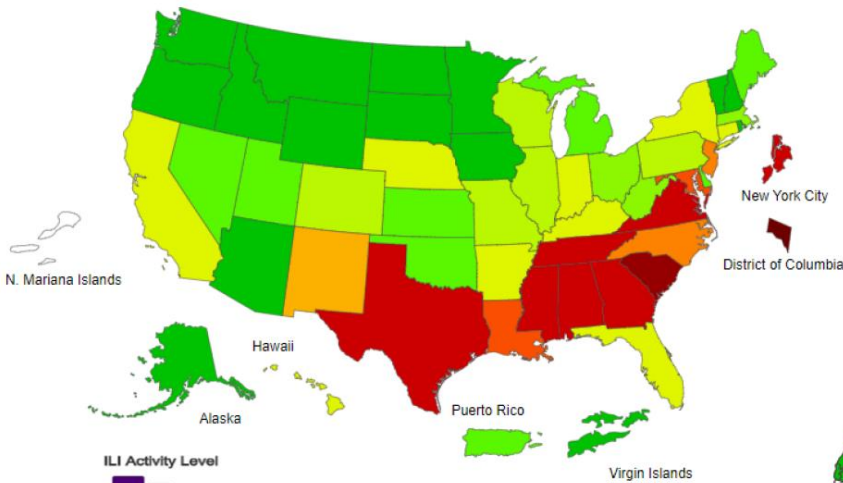 New York City
District of Columbia
N. Mariana Islands
Hawaii
Alaska
Puerto Rico
ILI Activity Level
Virgin Islands